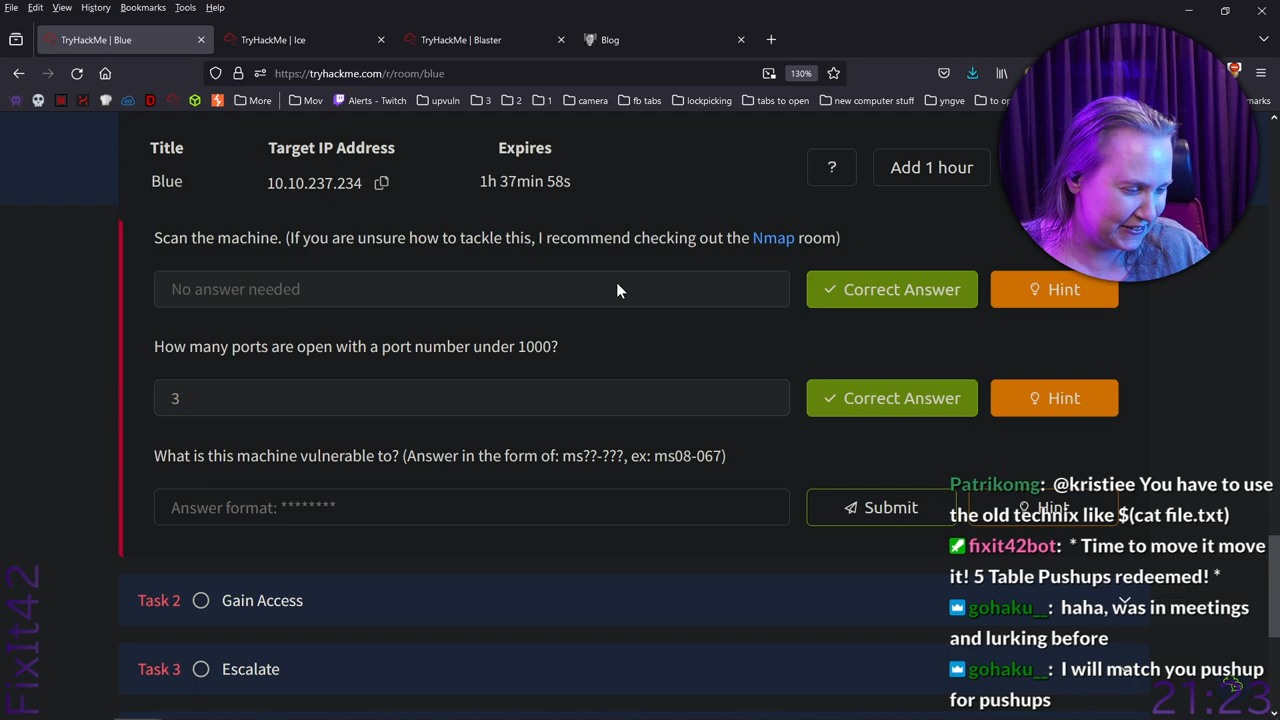 File Edit View History Bookmarks Tools Help
TryHackMe | Blue
TryHackMe | Ice
TryHackMe | Blaster
Blog
https://tryhackme.com/r/room/blue
130%
More
Mov
Alerts - Twitch
upvuln
3
2
1
camera
fb tabs
lockpicking
tabs to open
new computer stuff
yngve
to o
marks
Title Target IP Address Expires
Blue 10.10.237.234 1h 37min 58s
? Add 1 hour
Scan the machine. (If you are unsure how to tackle this, I recommend checking out the Nmap room)
No answer needed Correct Answer Hint
How many ports are open with a port number under 1000?
3 Correct Answer Hint
What is this machine vulnerable to? (Answer in the form of: ms??-???, ex: ms08-067)
Answer format: ******** Submit Hint
Task 2 Gain Access
Task 3 Escalate
Patrikomg: @kristiee You have to use
the old technix like $(cat file.txt)
fixit42bot: * Time to move it move
it! 5 Table Pushups redeemed! *
gohaku__: haha, was in meetings
and lurking before
gohaku__: I will match you pushup
for pushups
FixIt42
21:23